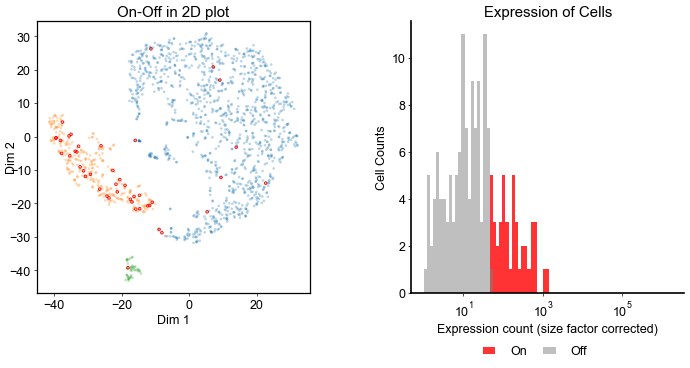 On-Off in 2D plot
30
20
10
0
−10
−20
−30
−40
Dim 2
−40
−20
0
20
Dim 1
Expression of Cells
10
8
6
4
2
0
Cell Counts
10^1
10^3
10^5
Expression count (size factor corrected)
On
Off